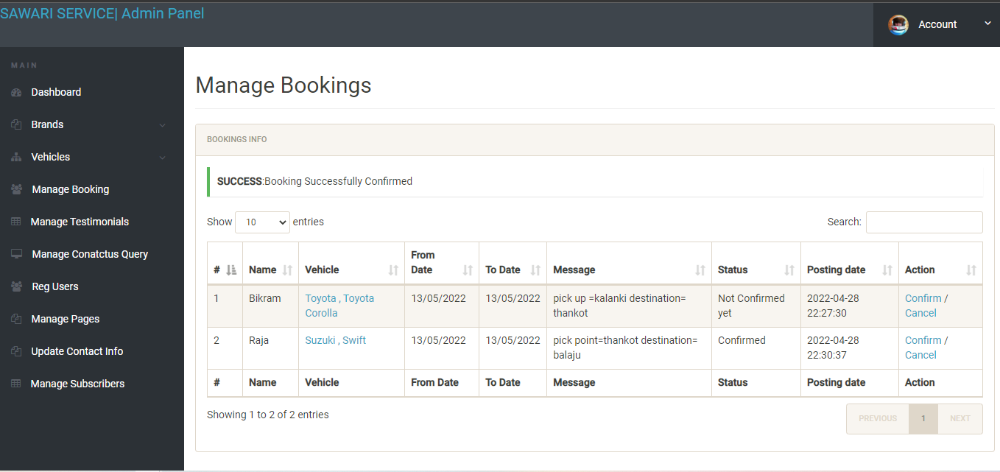 SAWARI SERVICE| Admin Panel
Account
MAIN
Dashboard
Brands
Vehicles
Manage Booking
Manage Testimonials
Manage Conatctus Query
Reg Users
Manage Pages
Update Contact Info
Manage Subscribers
Manage Bookings
BOOKINGS INFO
SUCCESS:Booking Successfully Confirmed
Show 10 entries
Search:
# Name Vehicle From Date To Date Message Status Posting date Action
1 Bikram Toyota , Toyota Corolla 13/05/2022 13/05/2022 pick up =kalanki destination= thankot Not Confirmed yet 2022-04-28 22:27:30 Confirm / Cancel
2 Raja Suzuki , Swift 13/05/2022 13/05/2022 pick point=thankot destination= balaju Confirmed 2022-04-28 22:30:37 Confirm / Cancel
# Name Vehicle From Date To Date Message Status Posting date Action
Showing 1 to 2 of 2 entries
PREVIOUS 1 NEXT